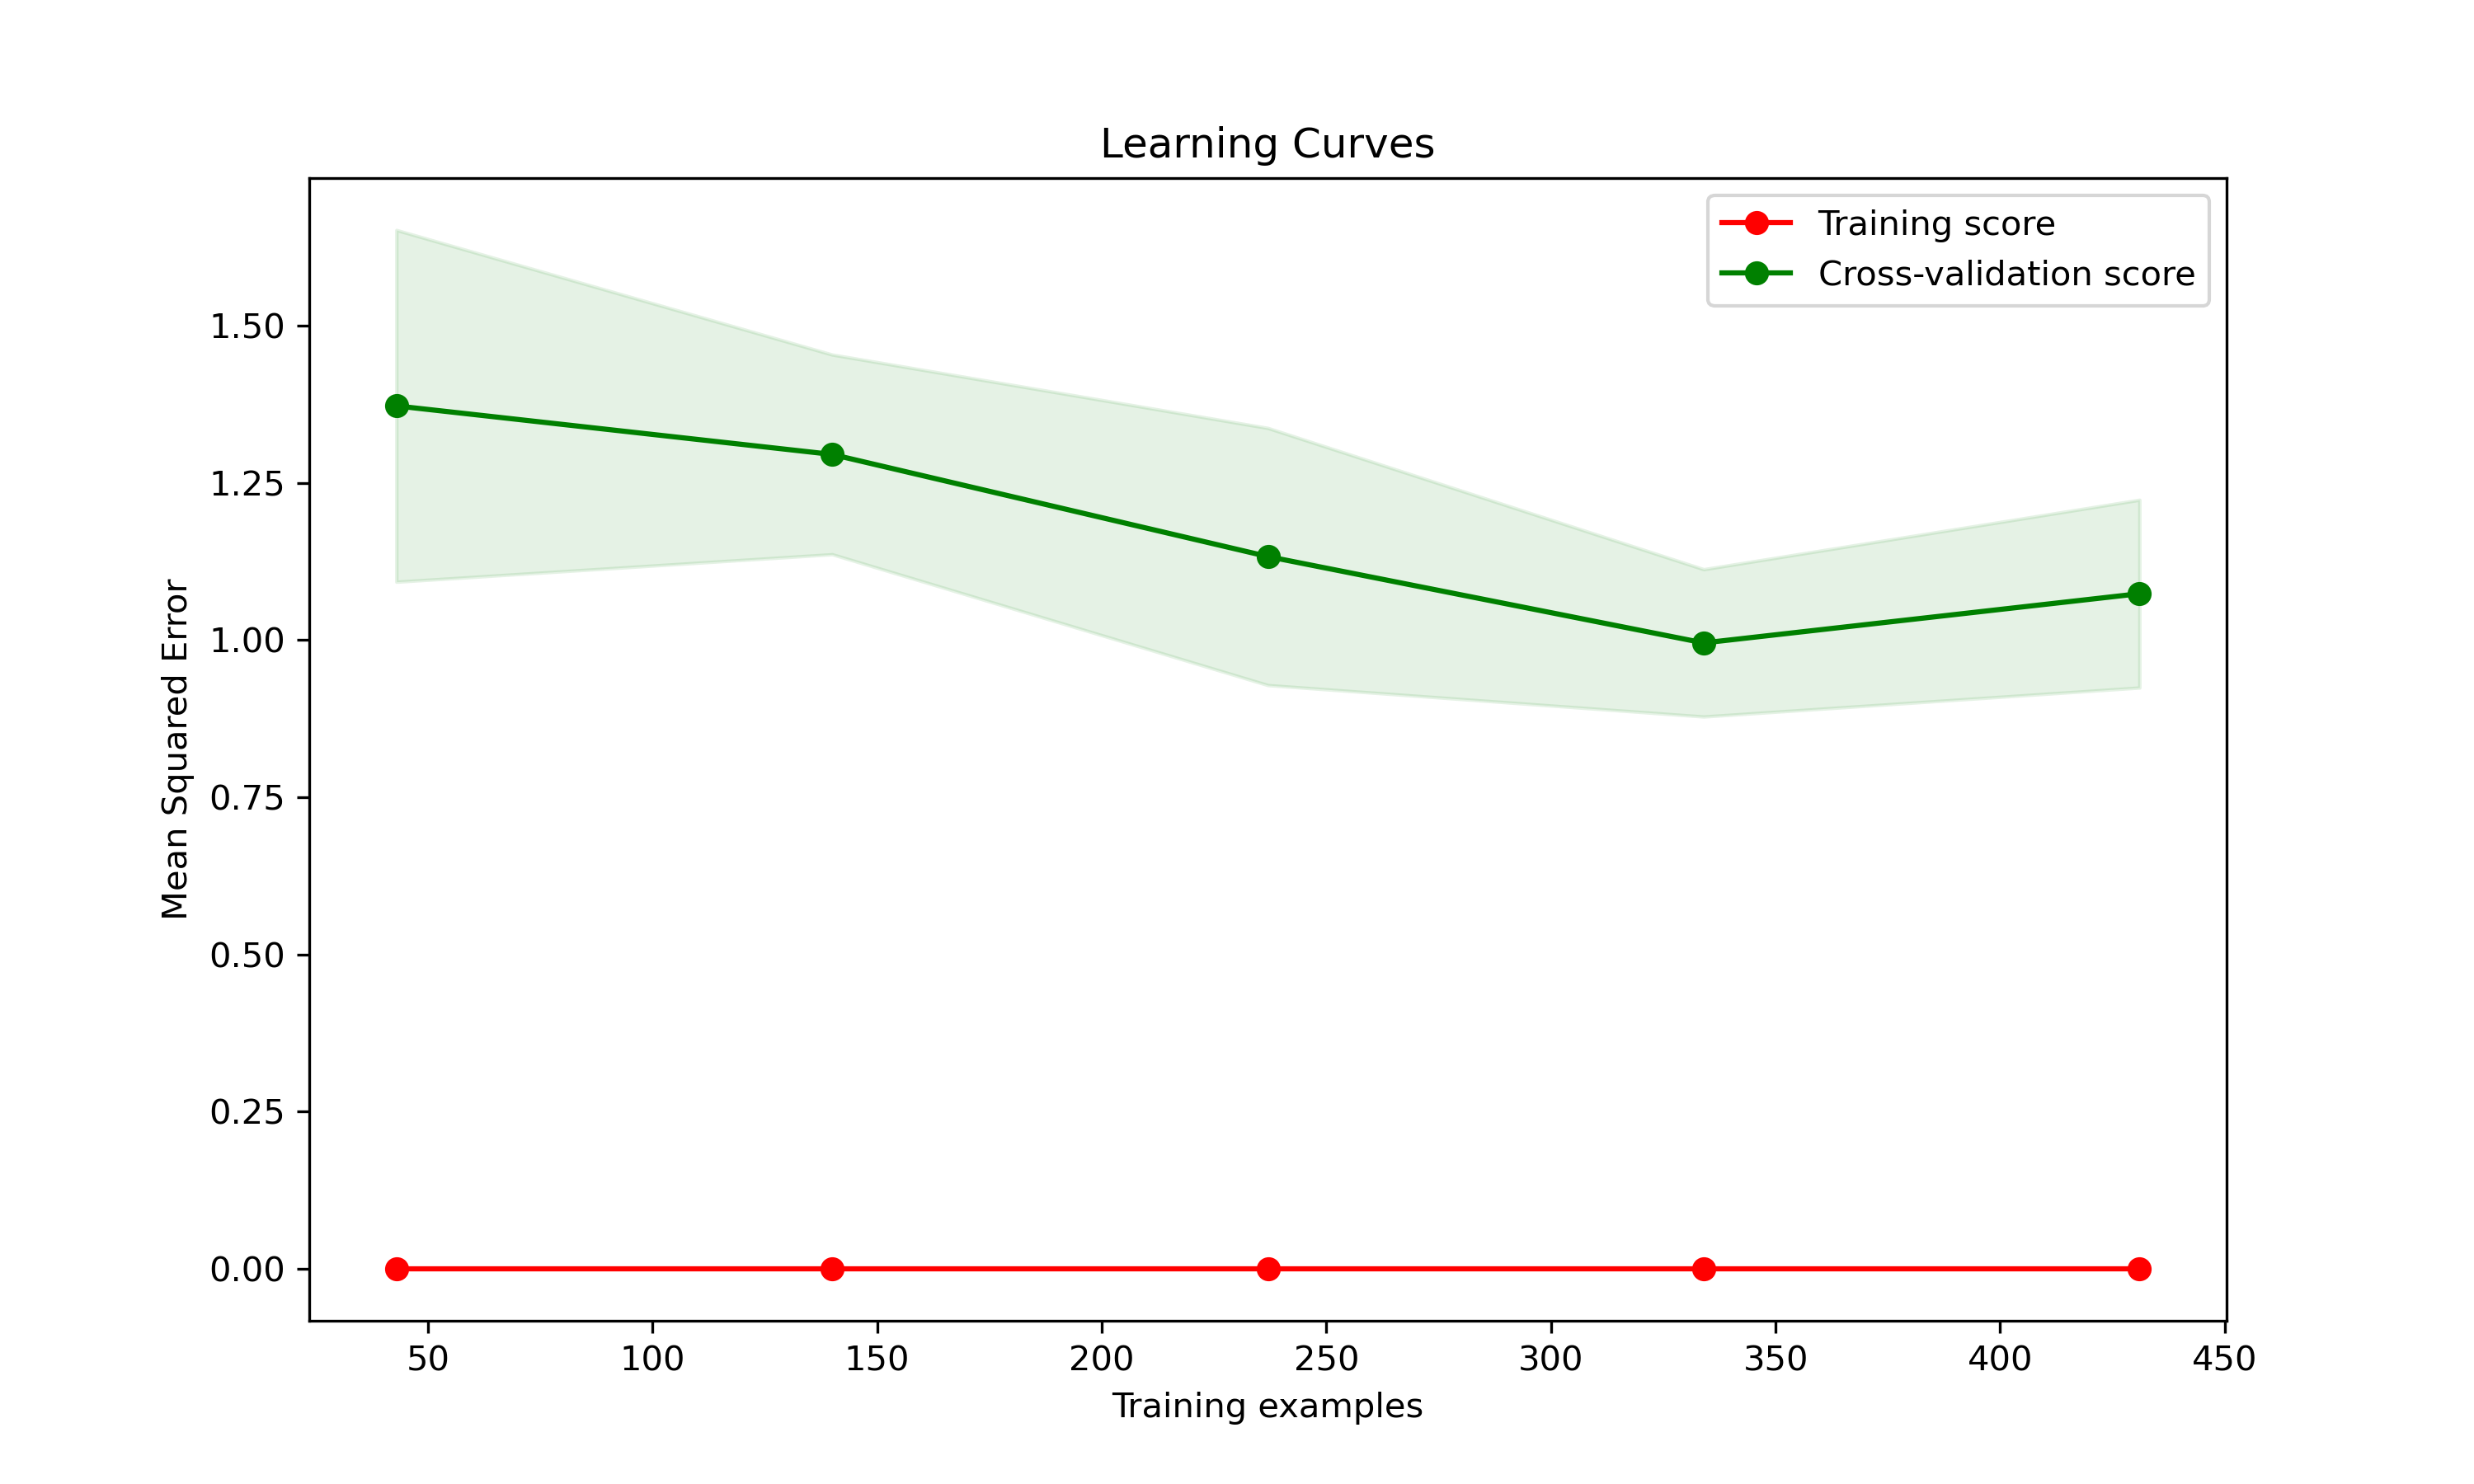 Learning Curves
Training score
Cross-validation score
Mean Squared Error
1.50
1.25
1.00
0.75
0.50
0.25
0.00
50 100 150 200 250 300 350 400 450
Training examples